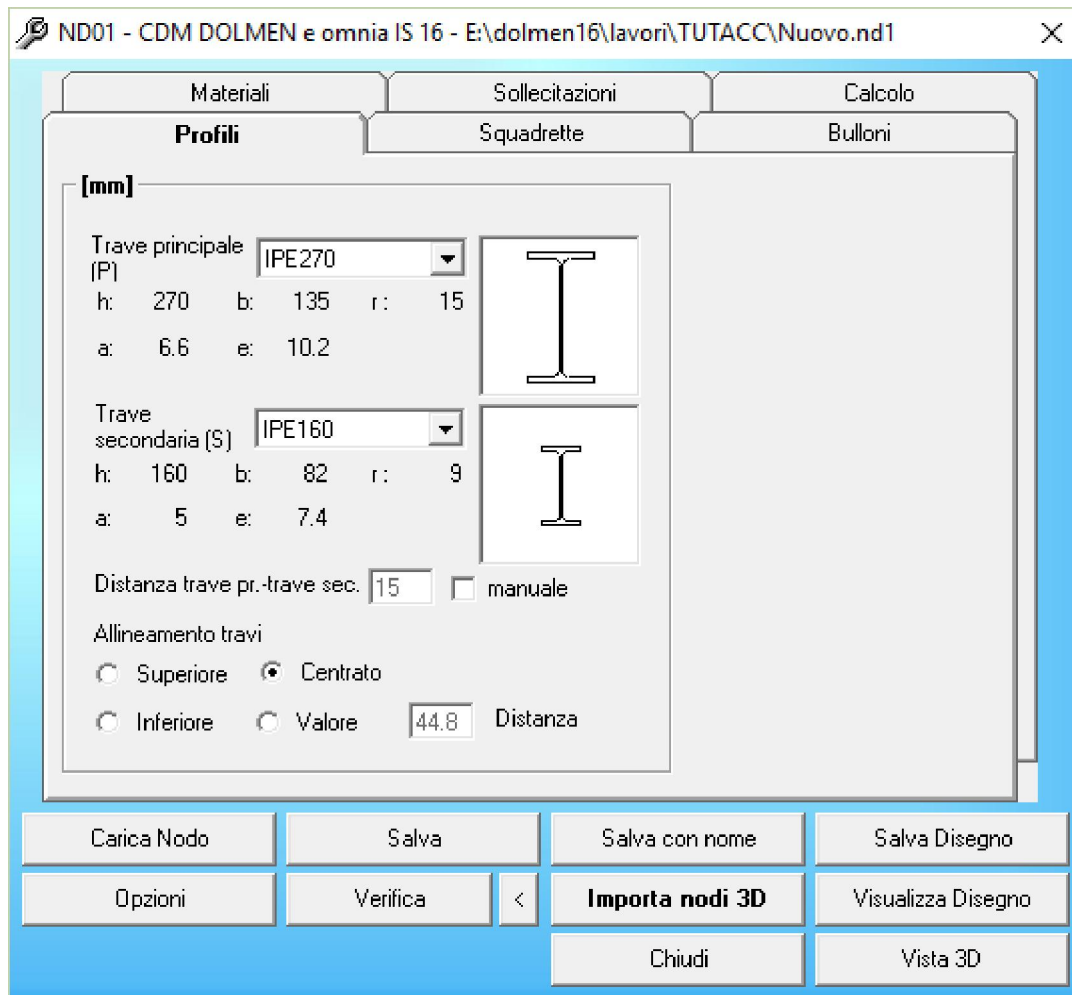 ND01 - CDM DOLMEN e omnia IS 16 - E:\dolmen16\lavori\TUTACC\Nuovo.nd1
Materiali Sollecitazioni Calcolo
Profili Squadrette Bulloni
[mm]
Trave principale
(P) IPE270
h: 270 b: 135 r: 15
a: 6.6 e: 10.2
Trave
secondaria (S) IPE160
h: 160 b: 82 r: 9
a: 5 e: 7.4
Distanza trave pr.-trave sec. 15 manuale
Allineamento travi
Superiore Centrato
Inferiore Valore 44.8 Distanza
Carica Nodo Salva Salva con nome Salva Disegno
Opzioni Verifica < Importa nodi 3D Visualizza Disegno
Chiudi Vista 3D